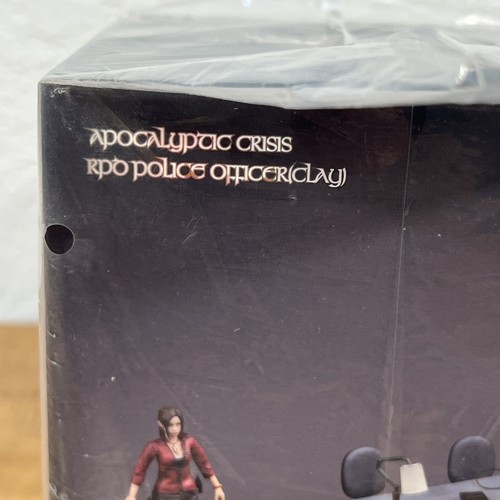 APOCALYPTIC CRISIS
RPD POLICE OFFICER(CLAY)